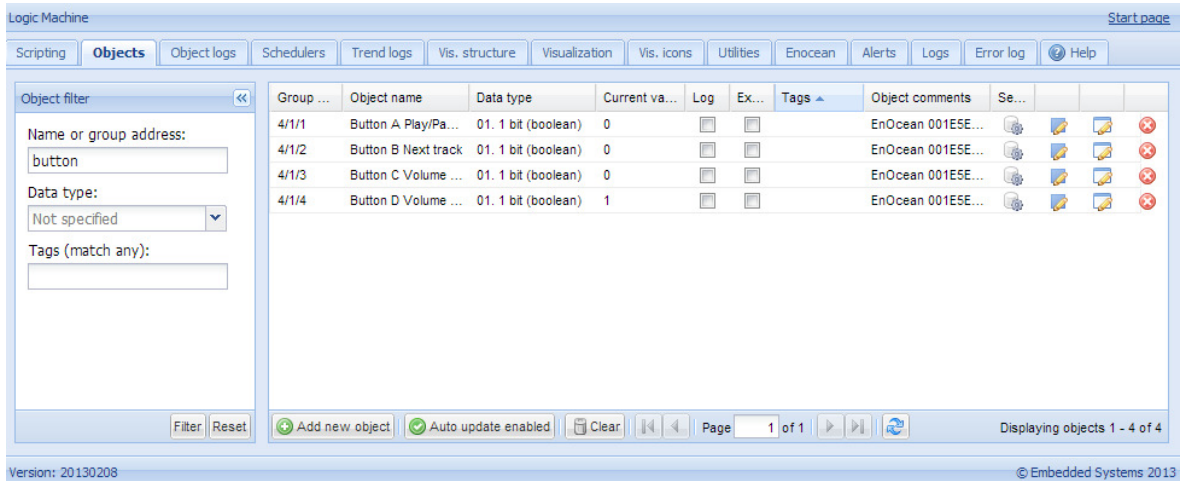 Logic Machine Start page
Scripting Objects Object logs Schedulers Trend logs Vis. structure Visualization Vis. icons Utilities Enocean Alerts Logs Error log Help
Object filter
Name or group address:
button
Data type:
Not specified
Tags (match any):
Filter Reset
Group ... Object name Data type Current va... Log Ex... Tags Object comments Se...
4/1/1 Button A Play/Pa... 01. 1 bit (boolean) 0 EnOcean 001E5E...
4/1/2 Button B Next track 01. 1 bit (boolean) 0 EnOcean 001E5E...
4/1/3 Button C Volume ... 01. 1 bit (boolean) 0 EnOcean 001E5E...
4/1/4 Button D Volume ... 01. 1 bit (boolean) 1 EnOcean 001E5E...
Add new object Auto update enabled Clear Page 1 of 1 Displaying objects 1 - 4 of 4
Version: 20130208 © Embedded Systems 2013